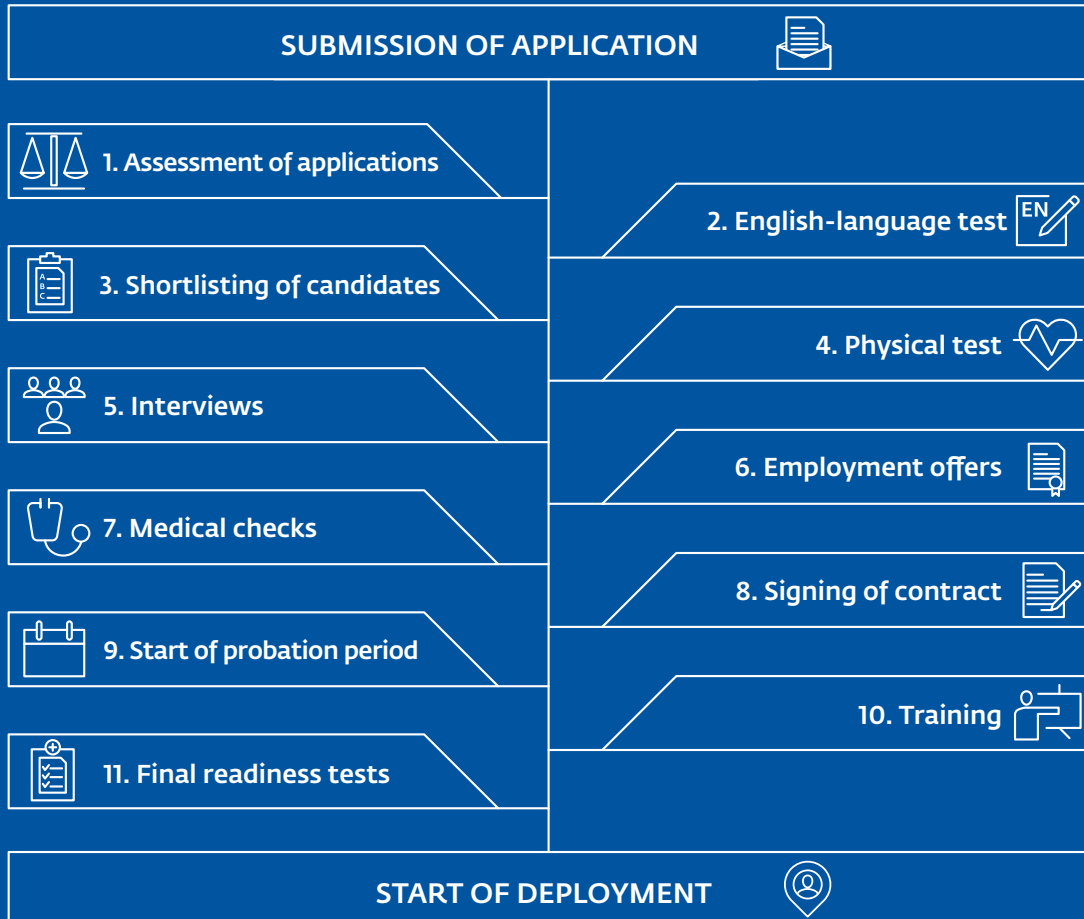 SUBMISSION OF APPLICATION
1. Assessment of applications
2. English-language test
EN
3. Shortlisting of candidates
A
B
C
4. Physical test
5. Interviews
6. Employment offers
7. Medical checks
8. Signing of contract
9. Start of probation period
10. Training
11. Final readiness tests
START OF DEPLOYMENT